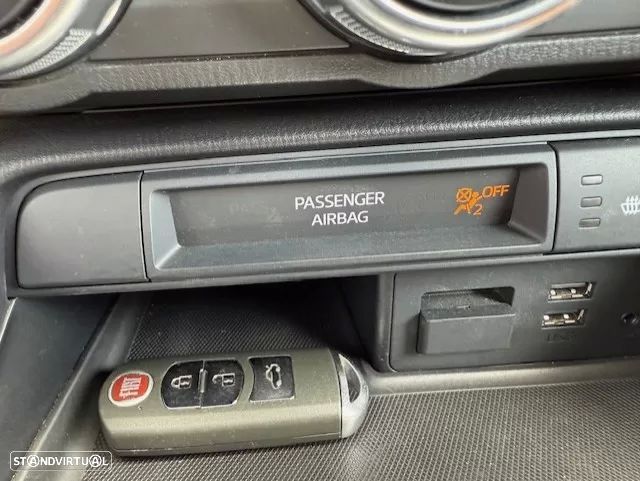 PASSENGER
AIRBAG
OFF
2
FIAT
STANDVIRTUAL